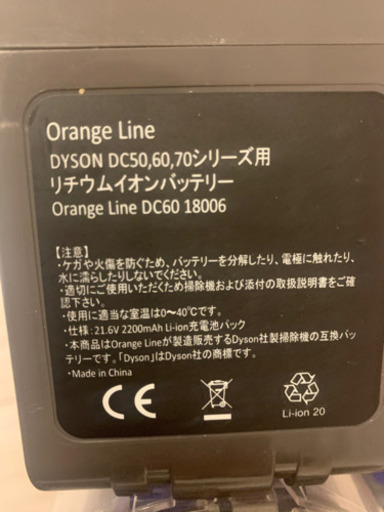 Orange Line
DYSON DC50,60,70シリーズ用
リチウムイオンバッテリー
Orange Line DC60 18006
【注意】
・ケガや火傷を防ぐため、バッテリーを分解したり、電極に触れたり、
水に濡らしたりしないでください。
・適切にご使用いただくため掃除機および添付の取扱説明書をご確
認下さい。
・使用に適当な室温は0〜40℃です。
・仕様：21.6V 2200mAh Li-ion充電池パック
・本商品はOrange Lineが製造販売するDyson社製掃除機の互換バッ
テリーです。「Dyson」はDyson社の商標です。
・Made in China
CE
Li-ion 20